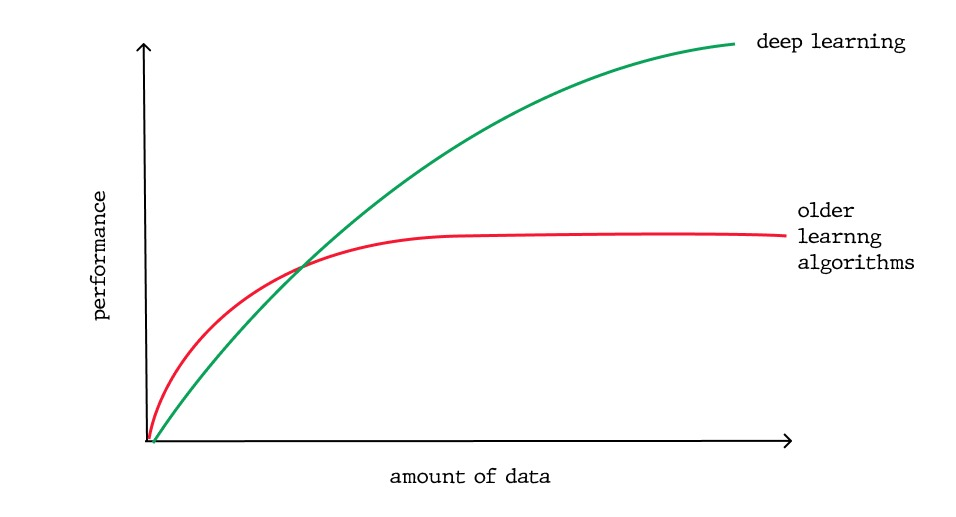 deep learning
performance
older
learnng
algorithms
amount of data